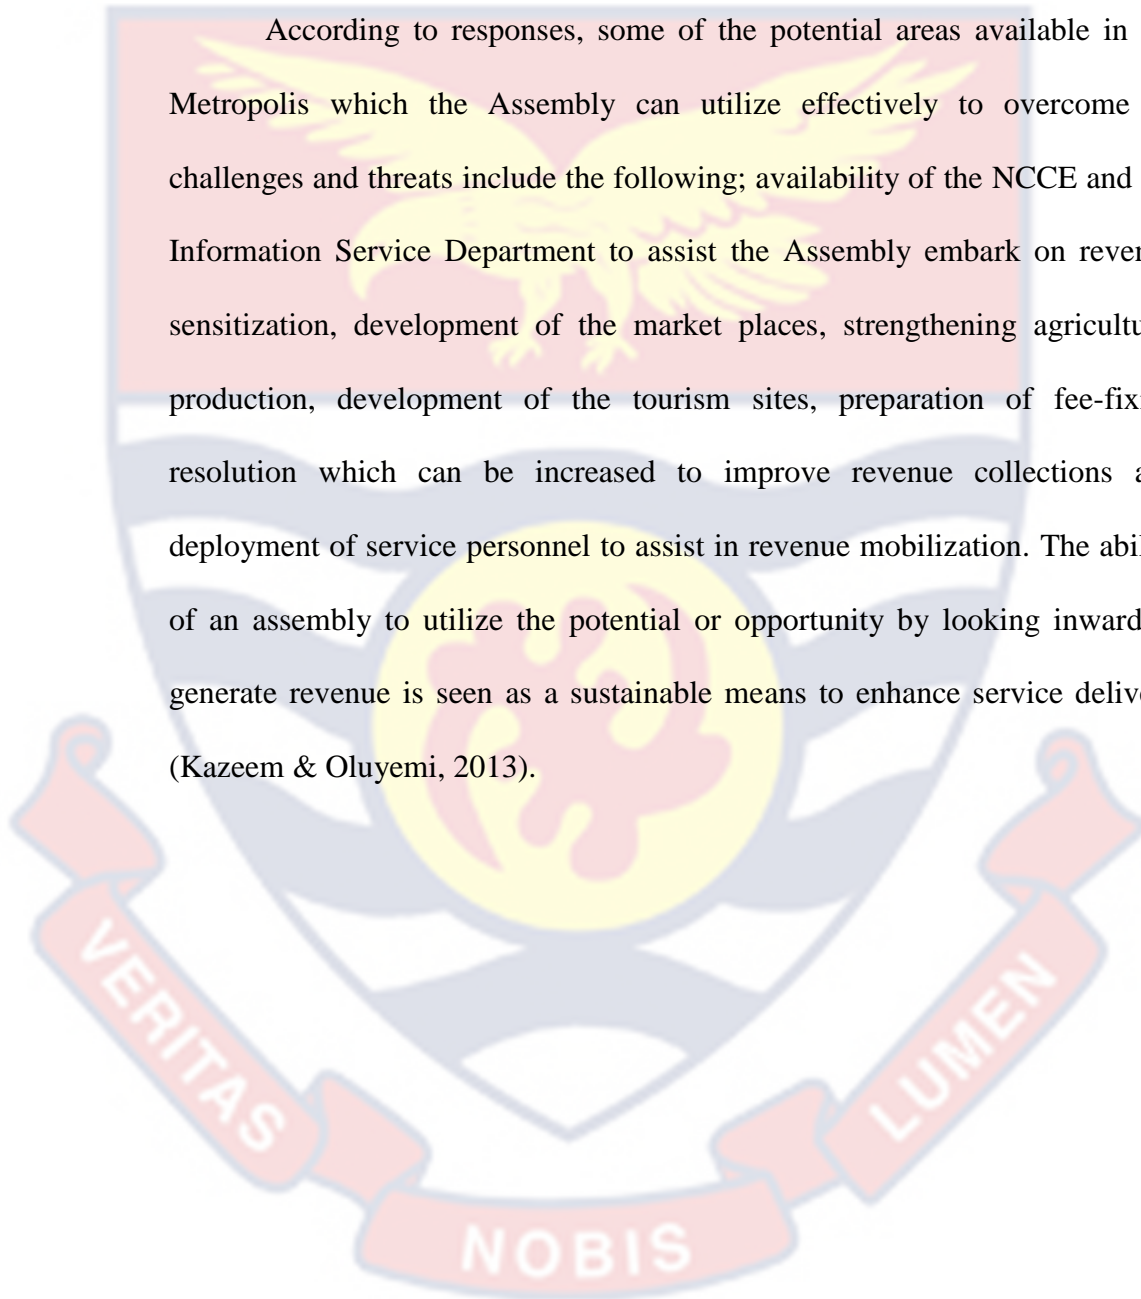 According to responses, some of the potential areas available in
Metropolis which the Assembly can utilize effectively to overcome
challenges and threats include the following; availability of the NCCE and
Information Service Department to assist the Assembly embark on reven
sensitization, development of the market places, strengthening agricultu
production, development of the tourism sites, preparation of fee-fixi
resolution which can be increased to improve revenue collections a
deployment of service personnel to assist in revenue mobilization. The abil
of an assembly to utilize the potential or opportunity by looking inward
generate revenue is seen as a sustainable means to enhance service delive
(Kazeem & Oluyemi, 2013).
VERITAS
NOBIS
LUMEN